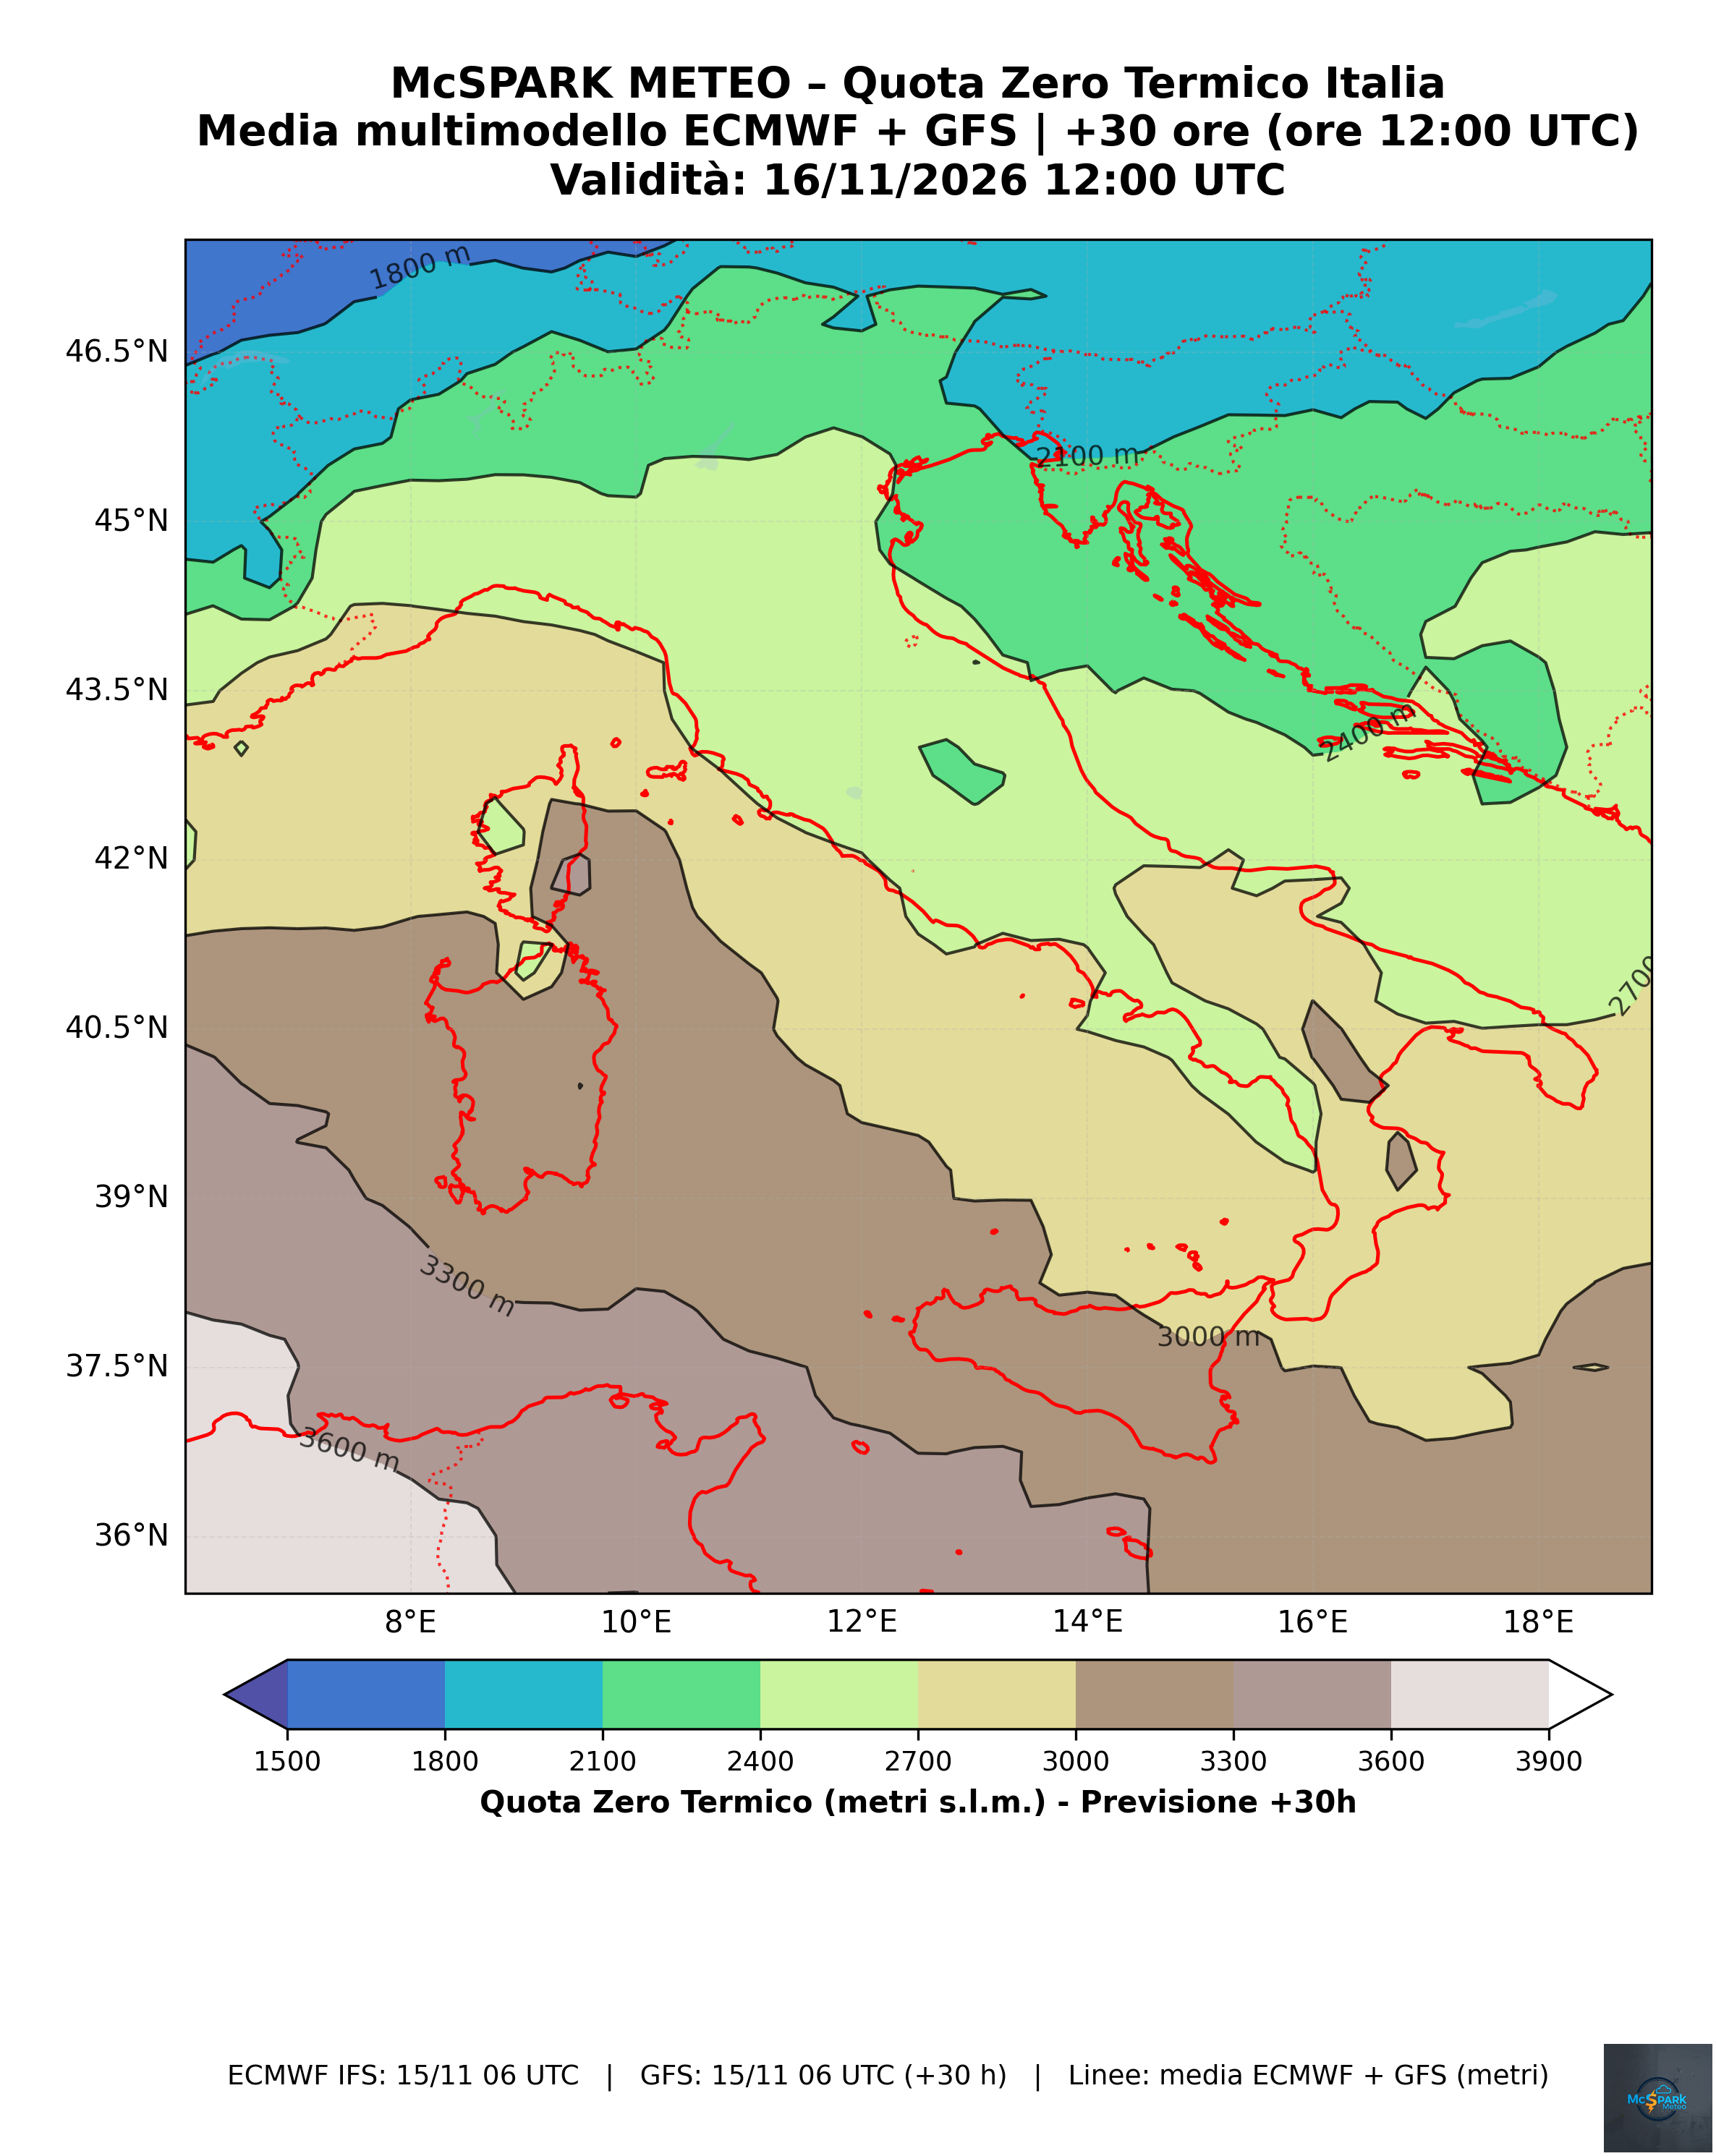 McSPARK METEO – Quota Zero Termico Italia
Media multimodello ECMWF + GFS | +30 ore (ore 12:00 UTC)
Validità: 16/11/2026 12:00 UTC
1800 m
46.5°N
2100 m
45°N
43.5°N
2400 m
42°N
2700
40.5°N
39°N
3300 m
3000 m
37.5°N
3600 m
36°N
8°E 10°E 12°E 14°E 16°E 18°E
1500 1800 2100 2400 2700 3000 3300 3600 3900
Quota Zero Termico (metri s.l.m.) - Previsione +30h
ECMWF IFS: 15/11 06 UTC | GFS: 15/11 06 UTC (+30 h) | Linee: media ECMWF + GFS (metri)
McSPARK
Meteo